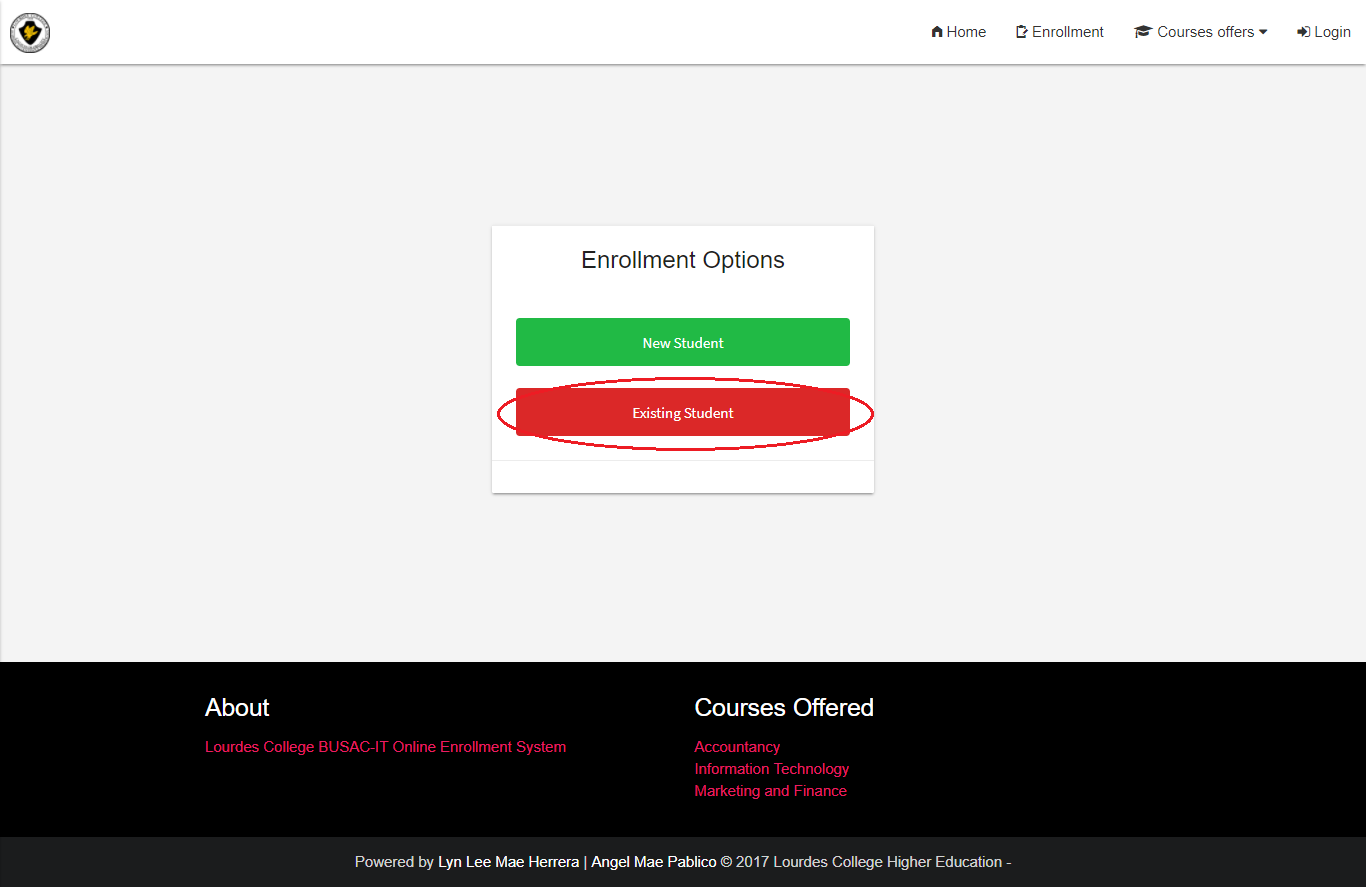 Home Enrollment Courses offers Login
Enrollment Options
New Student
Existing Student
About
Lourdes College BUSAC-IT Online Enrollment System
Courses Offered
Accountancy
Information Technology
Marketing and Finance
Powered by Lyn Lee Mae Herrera | Angel Mae Pablico © 2017 Lourdes College Higher Education -